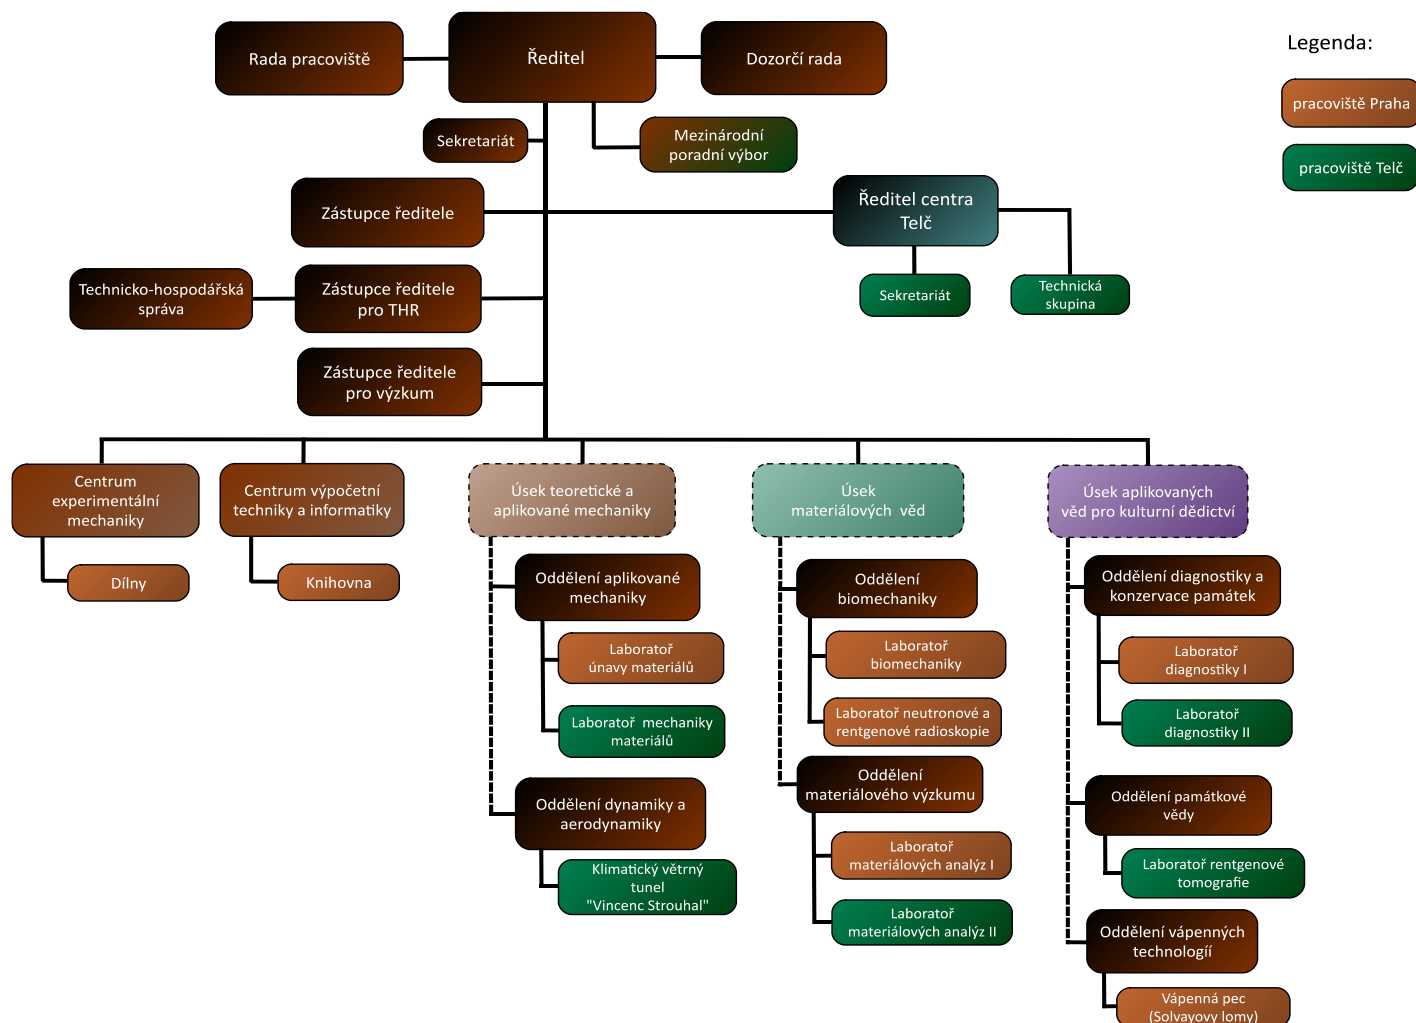 Rada pracoviště
Ředitel
Dozorčí rada
Legenda:
pracoviště Praha
pracoviště Telč
Sekretariát
Mezinárodní
poradní výbor
Zástupce ředitele
Ředitel centra
Telč
Technicko-hospodářská
správa
Zástupce ředitele
pro THR
Sekretariát
Technická
skupina
Zástupce ředitele
pro výzkum
Centrum
experimentální
mechaniky
Centrum výpočetní
techniky a informatiky
Úsek teoretické a
aplikované mechaniky
Úsek
materiálových  věd
Úsek aplikovaných
věd pro kulturní dědictví
Dílny
Knihovna
Oddělení aplikované
mechaniky
Laboratoř
únavy materiálů
Laboratoř  mechaniky
materiálů
Oddělení dynamiky a
aerodynamiky
Klimatický větrný
tunel
"Vincenc Strouhal"
Oddělení
biomechaniky
Laboratoř
biomechaniky
Laboratoř neutronové a
rentgenové radioskopie
Oddělení
materiálového výzkumu
Laboratoř
materiálových analýz I
Laboratoř
materiálových analýz II
Oddělení diagnostiky a
konzervace památek
Laboratoř
diagnostiky I
Laboratoř
diagnostiky II
Oddělení památkové
vědy
Laboratoř rentgenové
tomografie
Oddělení vápenných
technologíí
Vápenná pec
(Solvayovy lomy)